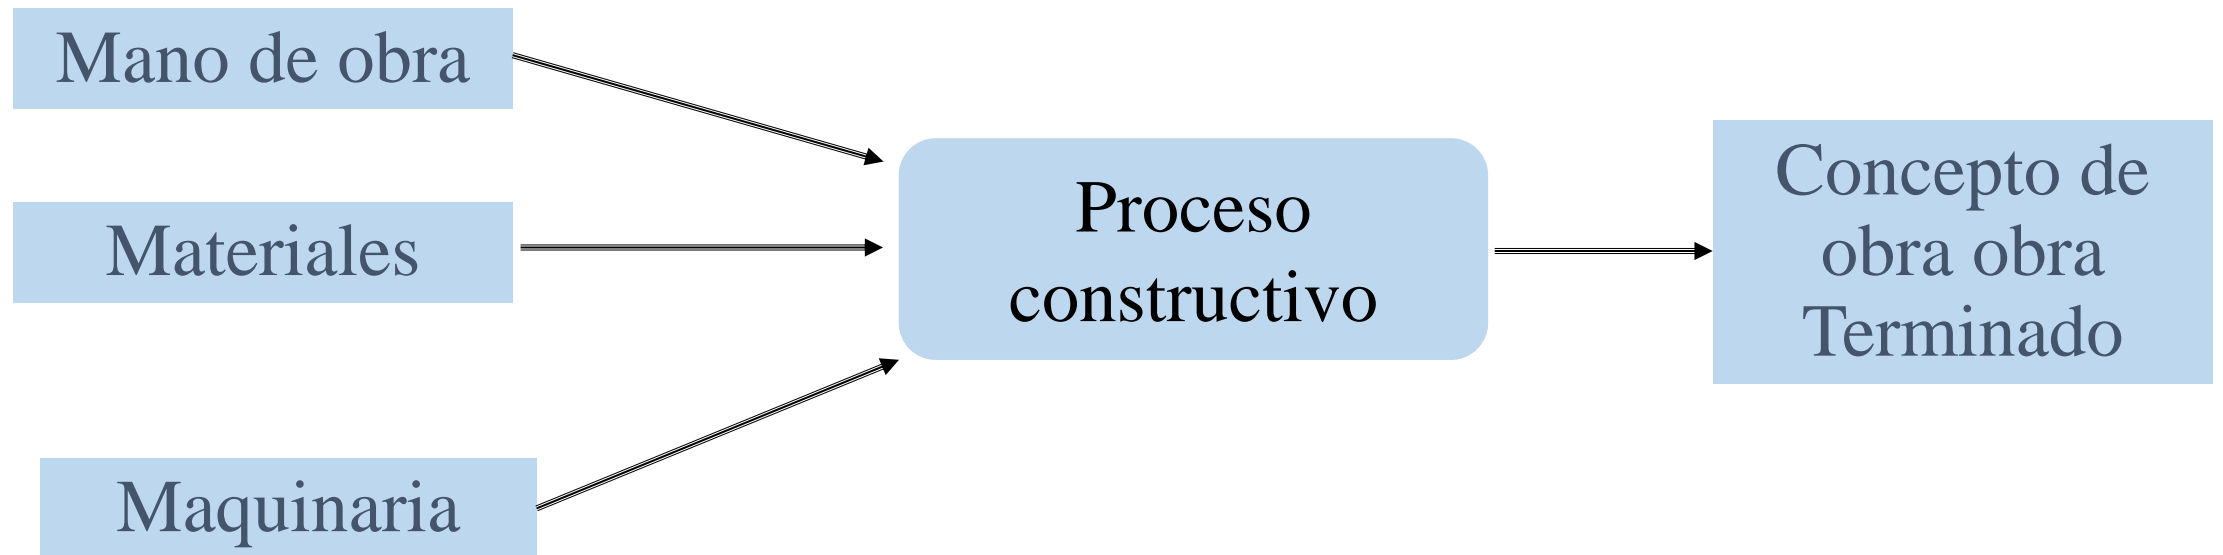 Mano de obra
Materiales
Maquinaria
Proceso
constructivo
Concepto de
obra obra
Terminado